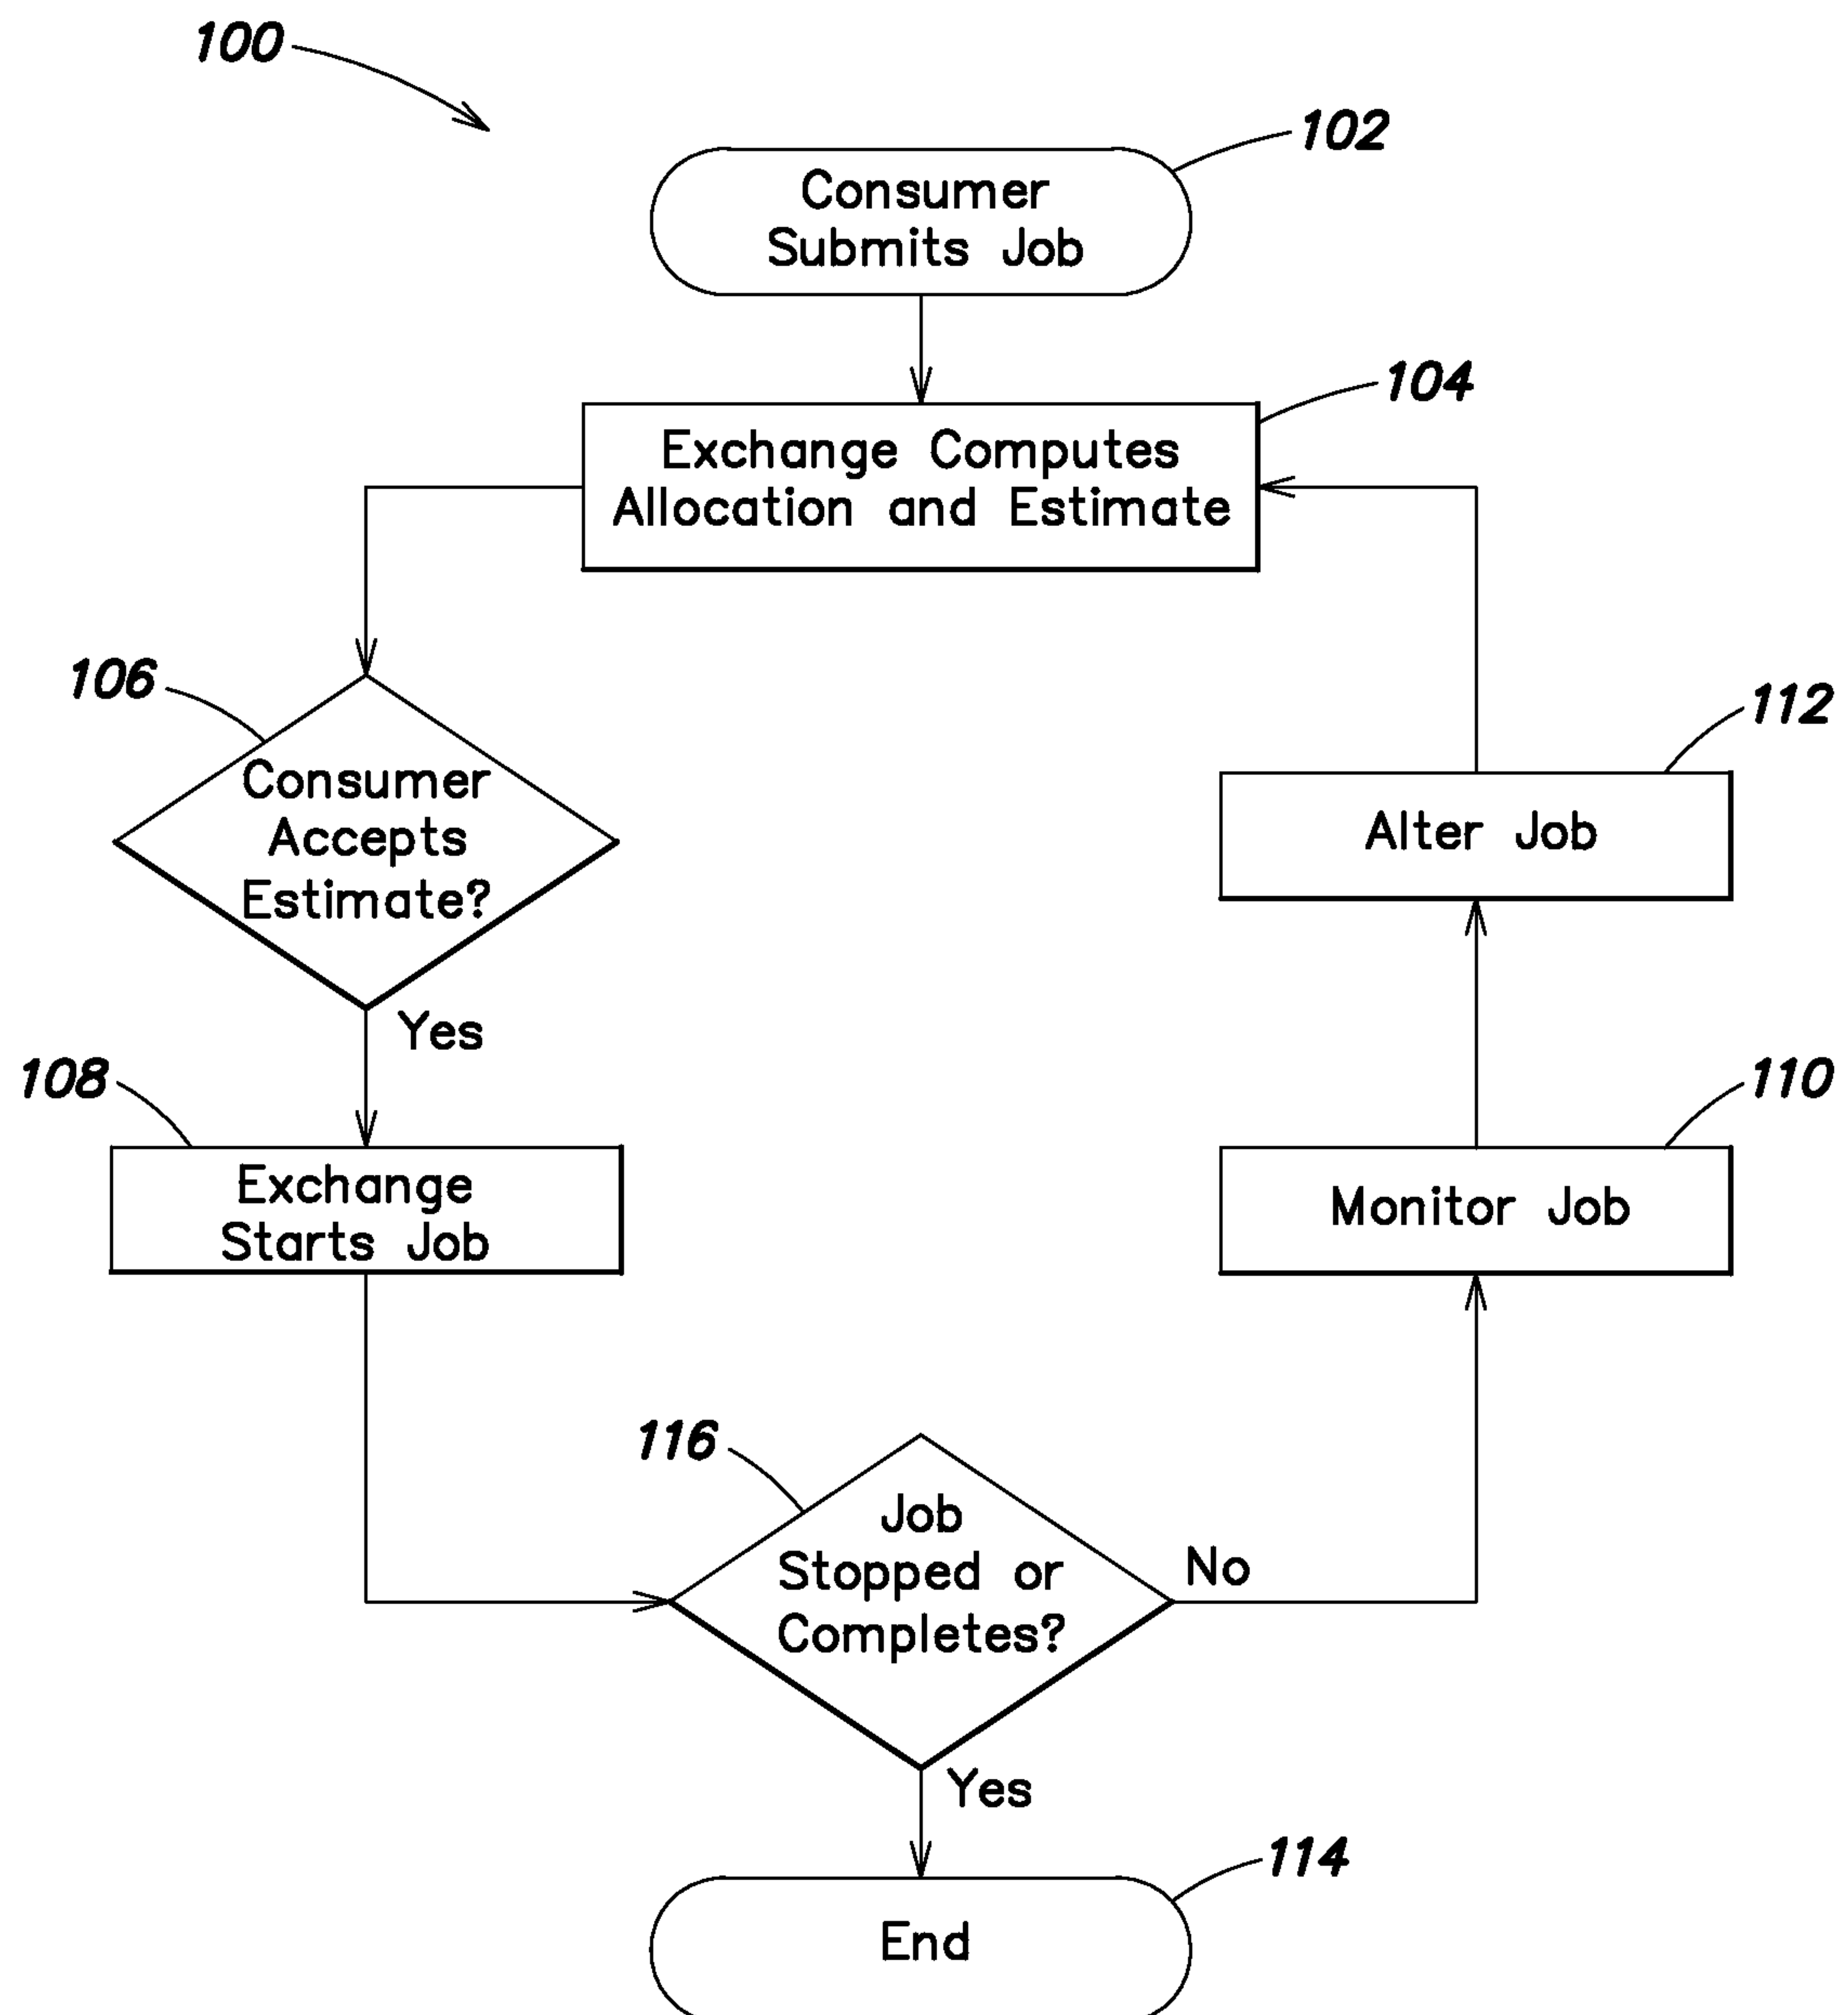 100
102
Consumer
Submits Job
104
Exchange Computes
Allocation and Estimate
106
Consumer
Accepts
Estimate?
112
Alter Job
Yes
108
Exchange
Starts Job
110
Monitor Job
116
Job
Stopped or
Completes?
No
Yes
114
End